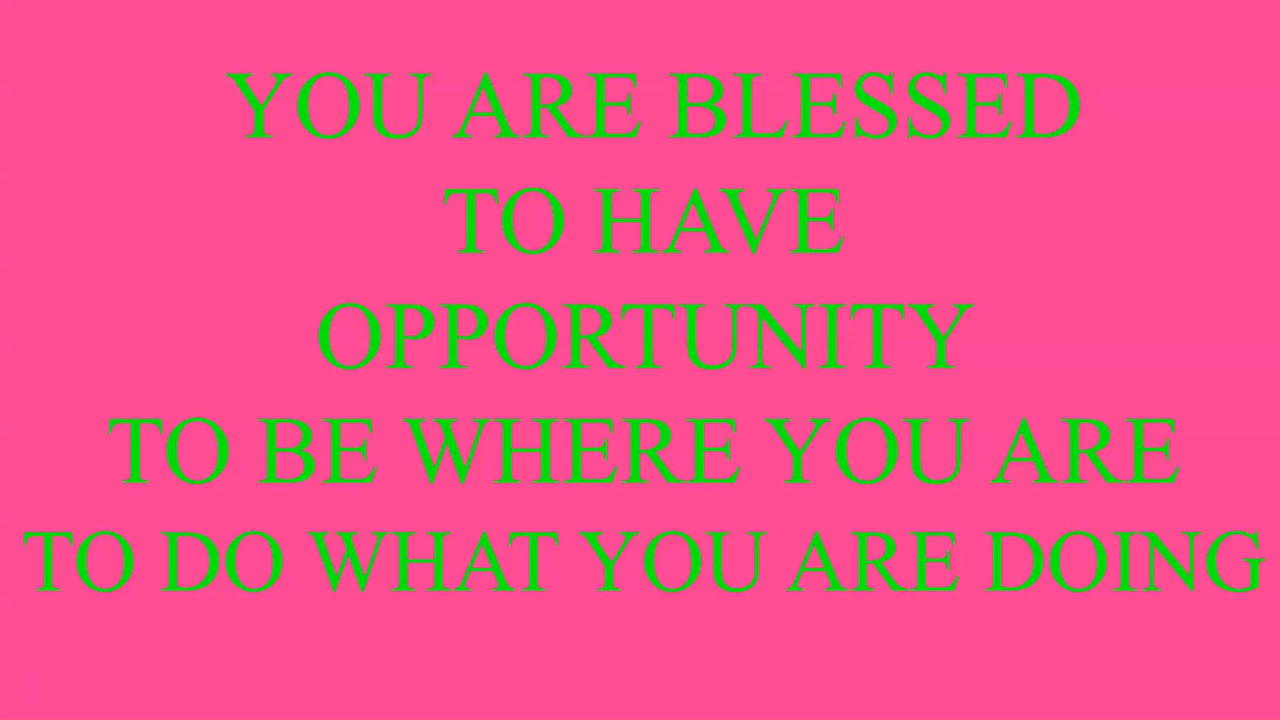 YOU ARE BLESSED
TO HAVE
OPPORTUNITY
TO BE WHERE YOU ARE
TO DO WHAT YOU ARE DOING